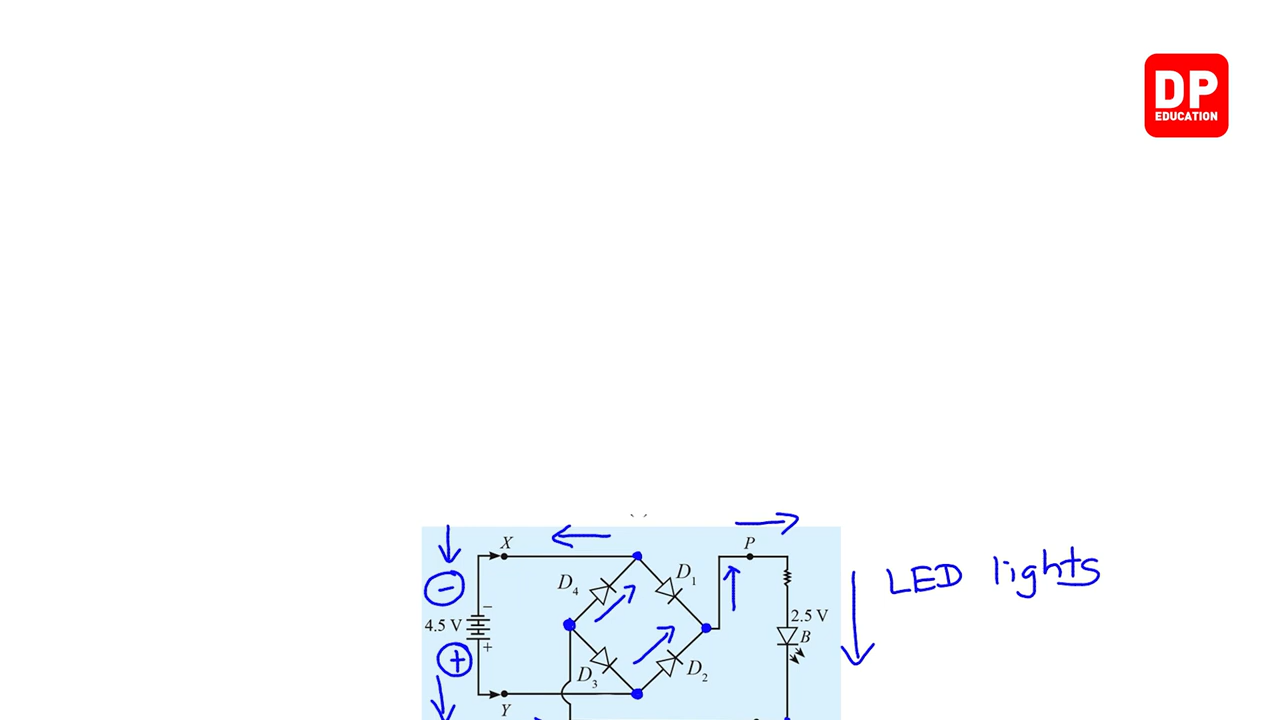 DP
EDUCATION
X
P
D4
D1
LED lights
−
−
4.5 V
2.5 V
B
+
+
D3
D2
Y